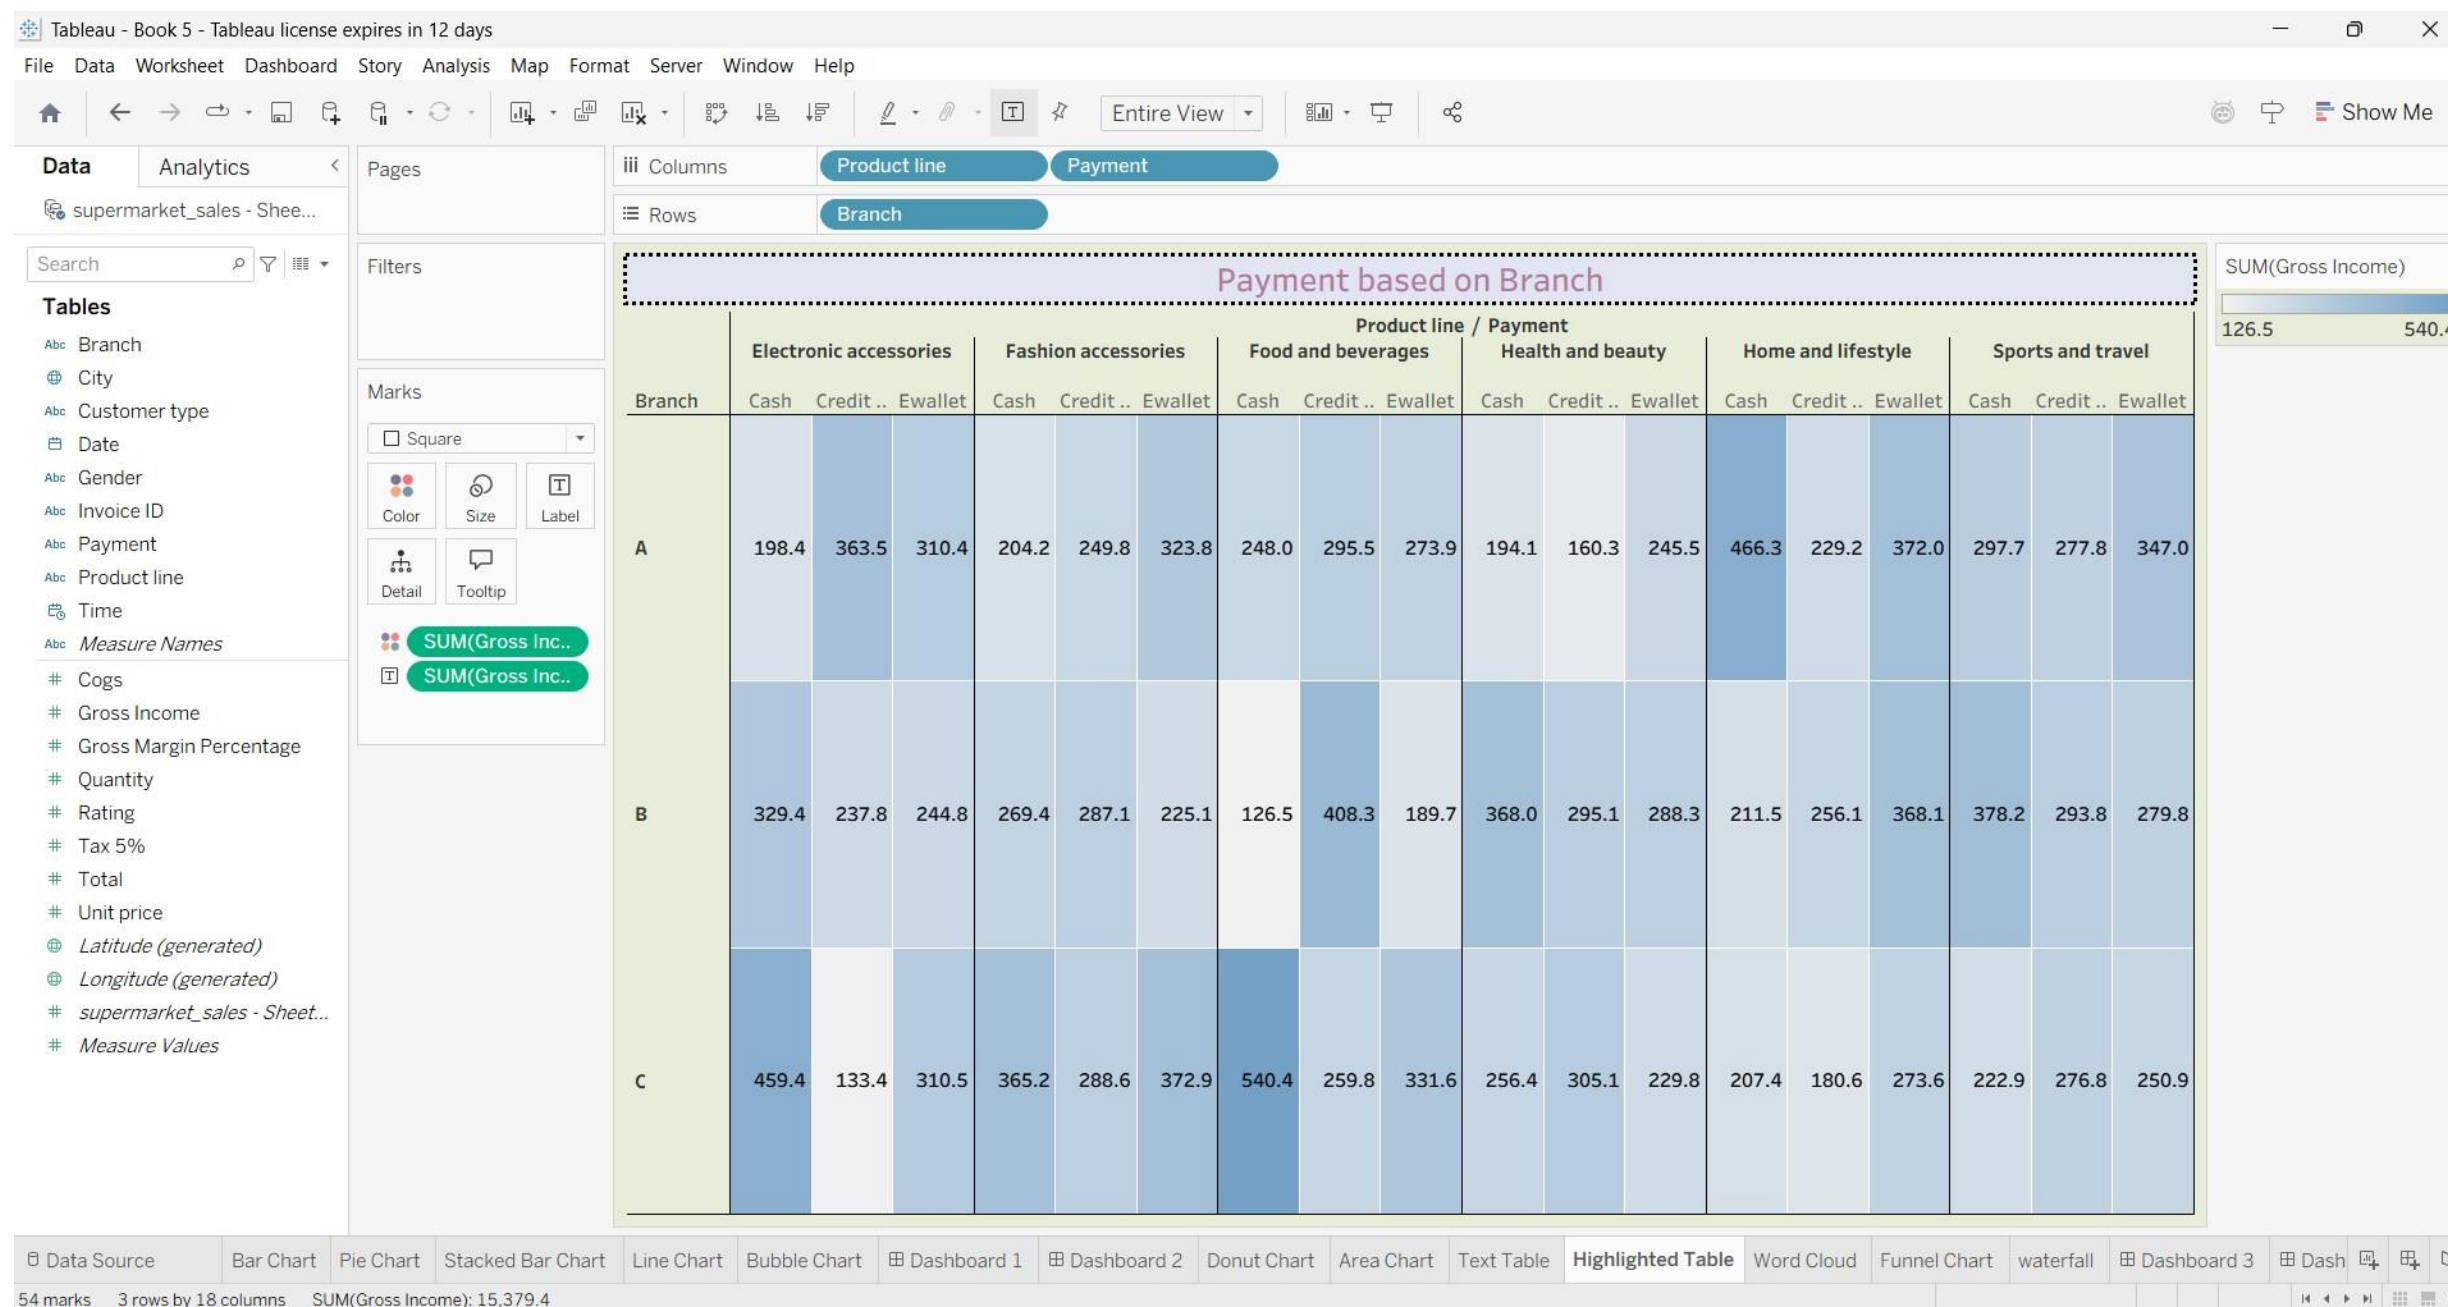 Tableau - Book 5 - Tableau license expires in 12 days
File Data Worksheet Dashboard Story Analysis Map Format Server Window Help
Entire View
Show Me
Data Analytics
supermarket_sales - Shee...
Search
Tables
Abc Branch
City
Abc Customer type
Date
Abc Gender
Abc Invoice ID
Abc Payment
Abc Product line
Time
Abc Measure Names
# Cogs
# Gross Income
# Gross Margin Percentage
# Quantity
# Rating
# Tax 5%
# Total
# Unit price
Latitude (generated)
Longitude (generated)
# supermarket_sales - Sheet...
# Measure Values
Pages
Filters
Marks
Square
Color Size Label
Detail Tooltip
SUM(Gross Inc..
T SUM(Gross Inc..
Columns Product line Payment
Rows Branch
Payment based on Branch
Product line / Payment
Electronic accessories Fashion accessories Food and beverages Health and beauty Home and lifestyle Sports and travel
Branch Cash Credit .. Ewallet Cash Credit .. Ewallet Cash Credit .. Ewallet Cash Credit .. Ewallet Cash Credit .. Ewallet Cash Credit .. Ewallet
A 198.4 363.5 310.4 204.2 249.8 323.8 248.0 295.5 273.9 194.1 160.3 245.5 466.3 229.2 372.0 297.7 277.8 347.0
B 329.4 237.8 244.8 269.4 287.1 225.1 126.5 408.3 189.7 368.0 295.1 288.3 211.5 256.1 368.1 378.2 293.8 279.8
C 459.4 133.4 310.5 365.2 288.6 372.9 540.4 259.8 331.6 256.4 305.1 229.8 207.4 180.6 273.6 222.9 276.8 250.9
SUM(Gross Income)
126.5 540.4
Data Source Bar Chart Pie Chart Stacked Bar Chart Line Chart Bubble Chart Dashboard 1 Dashboard 2 Donut Chart Area Chart Text Table Highlighted Table Word Cloud Funnel Chart waterfall Dashboard 3 Dash
54 marks 3 rows by 18 columns SUM(Gross Income): 15,379.4